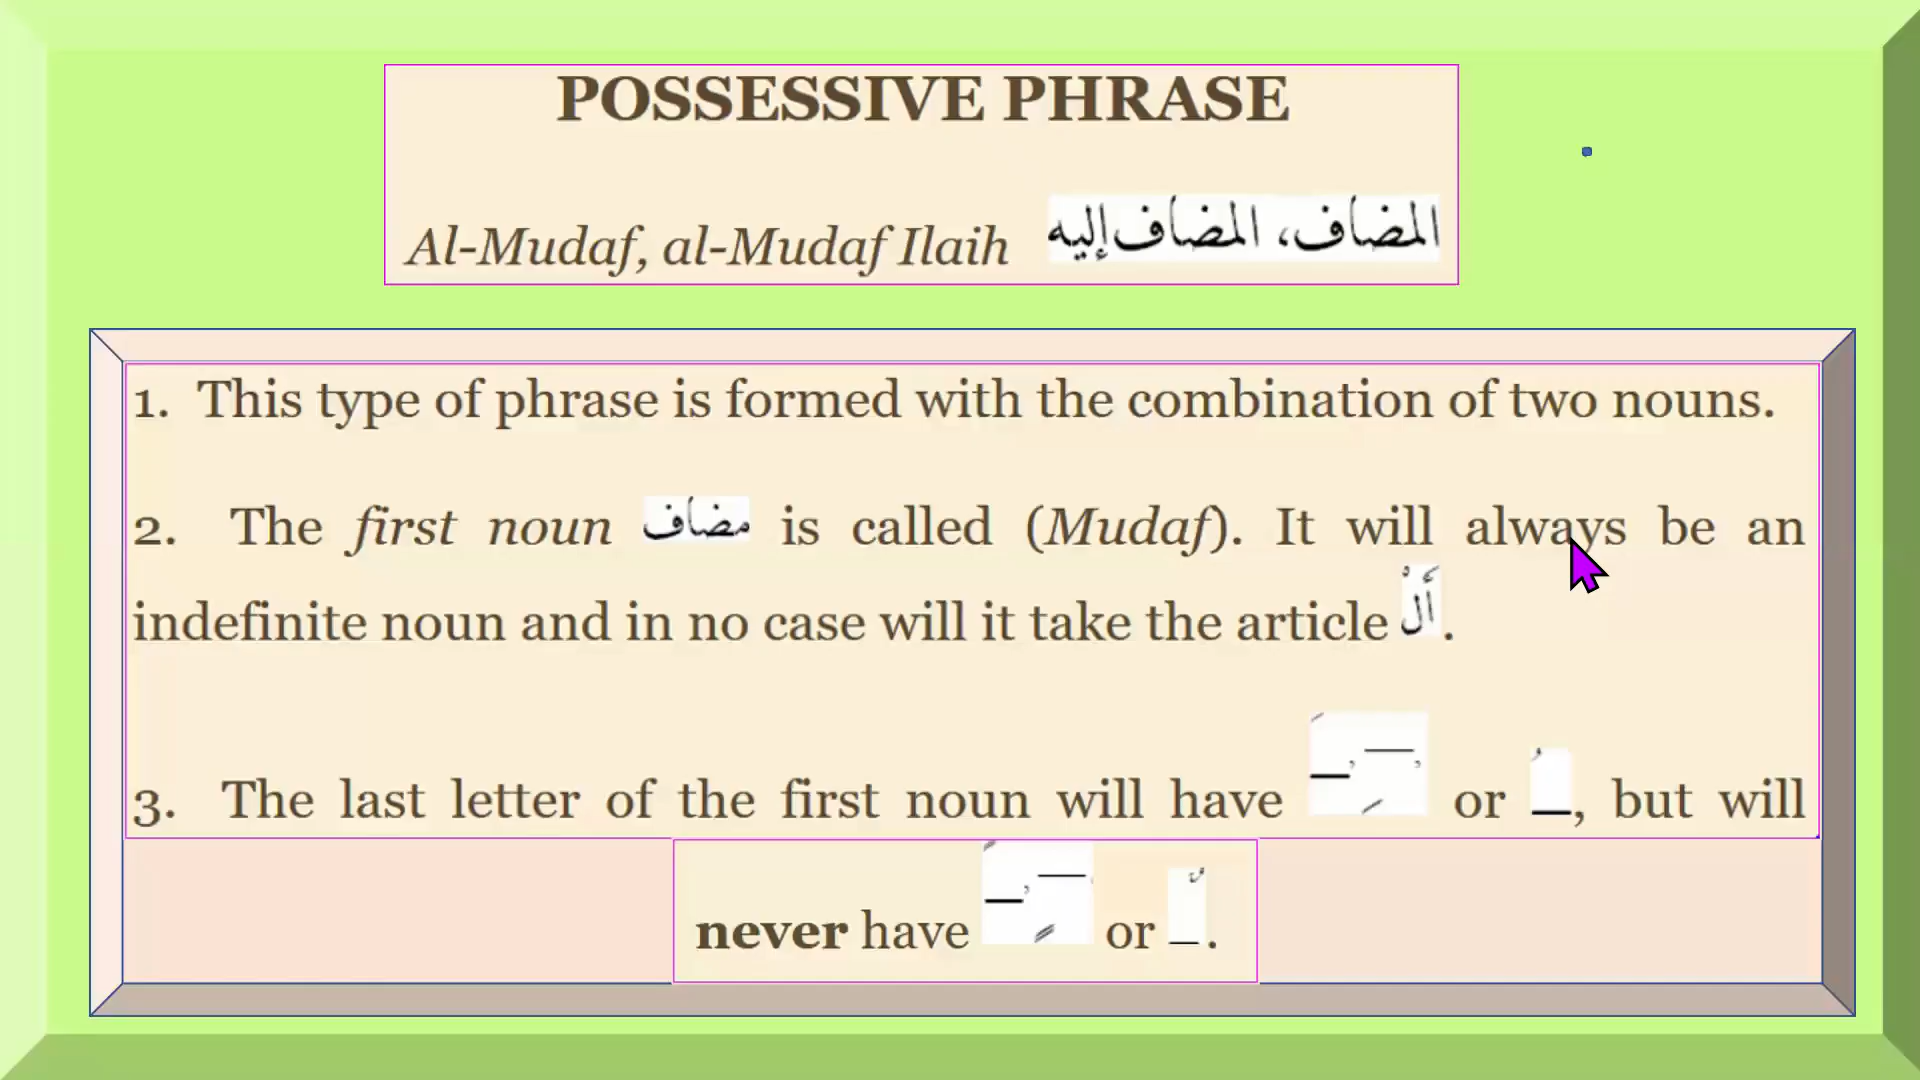 POSSESSIVE PHRASE
Al-Mudaf, al-Mudaf Ilaih المضاف، المضاف إليه
1. This type of phrase is formed with the combination of two nouns.
2. The first noun مضاف is called (Mudaf). It will always be an
indefinite noun and in no case will it take the article أَلْ.
3. The last letter of the first noun will have ـَ, ـِ, or ـُ, but will
never have ـً, ـٍ or ـٌ.